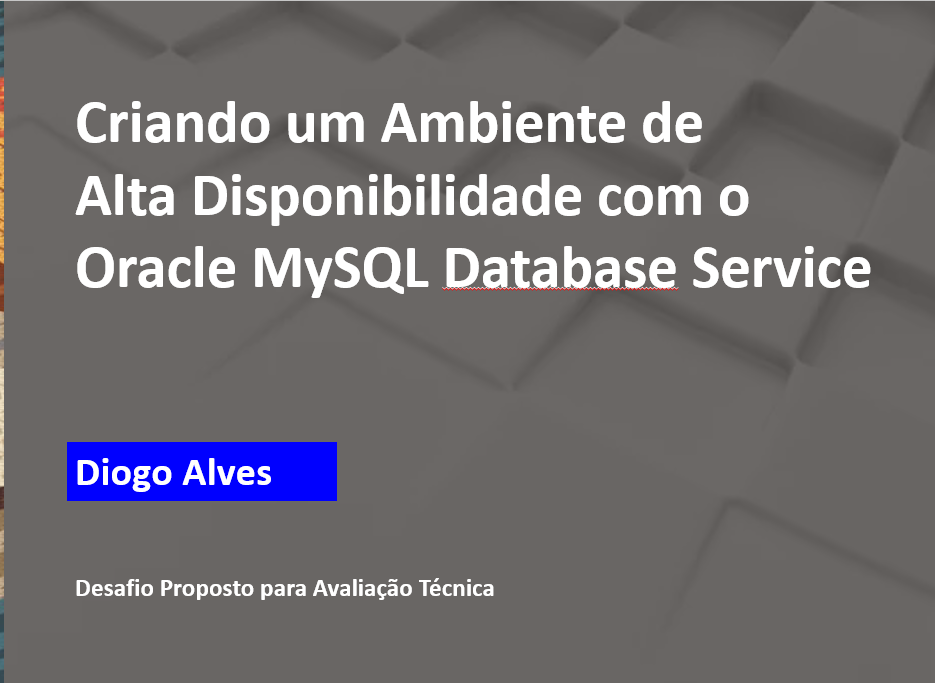 Criando um Ambiente de
Alta Disponibilidade com o
Oracle MySQL Database Service
Diogo Alves
Desafio Proposto para Avaliação Técnica